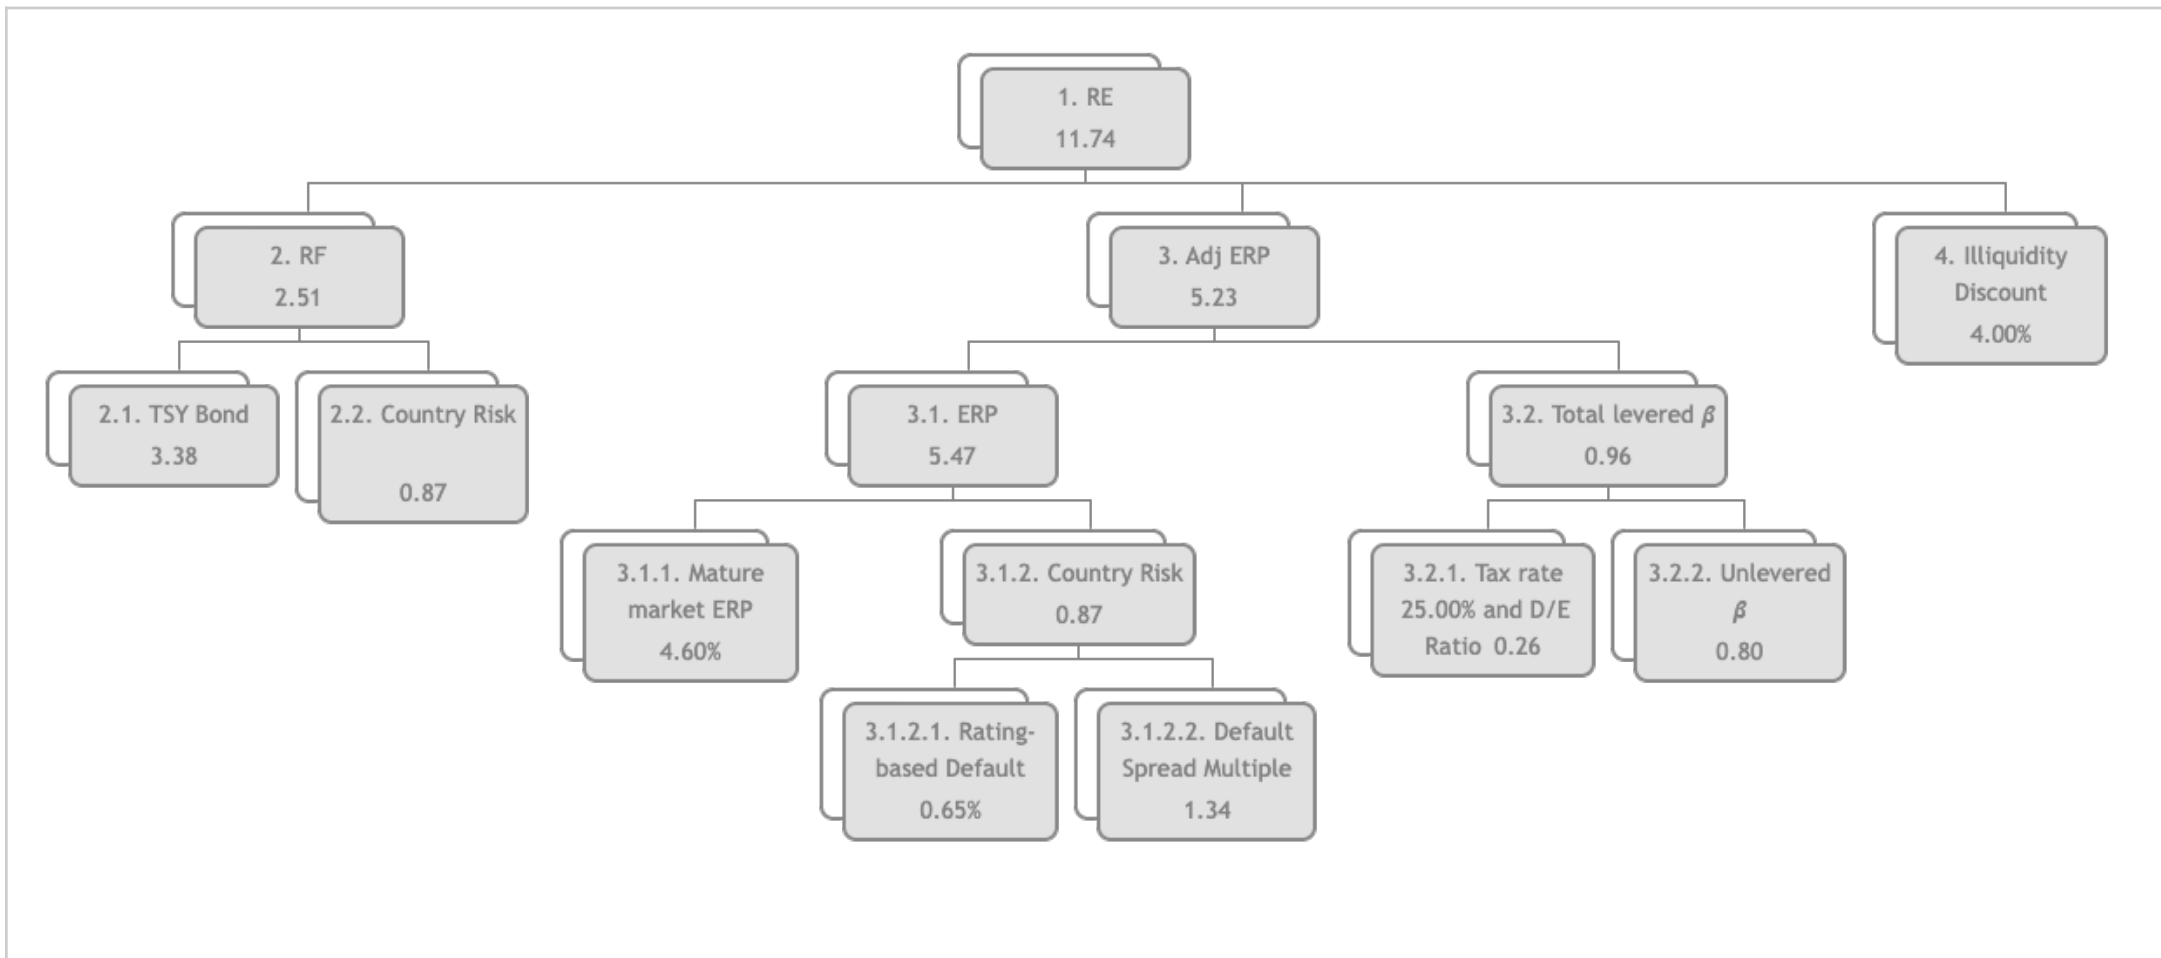 1. RE
11.74
2. RF
2.51
3. Adj ERP
5.23
4. Illiquidity
Discount
4.00%
2.1. TSY Bond
3.38
2.2. Country Risk
0.87
3.1. ERP
5.47
3.2. Total levered β
0.96
3.1.1. Mature
market ERP
4.60%
3.1.2. Country Risk
0.87
3.2.1. Tax rate
25.00% and D/E
Ratio 0.26
3.2.2. Unlevered
β
0.80
3.1.2.1. Rating-
based Default
0.65%
3.1.2.2. Default
Spread Multiple
1.34